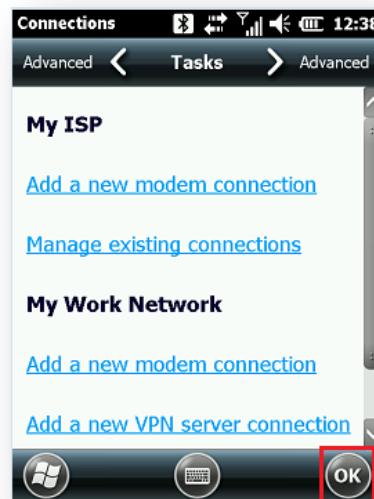 Connections 12:38
Advanced Tasks Advanced
My ISP
Add a new modem connection
Manage existing connections
My Work Network
Add a new modem connection
Add a new VPN server connection
OK